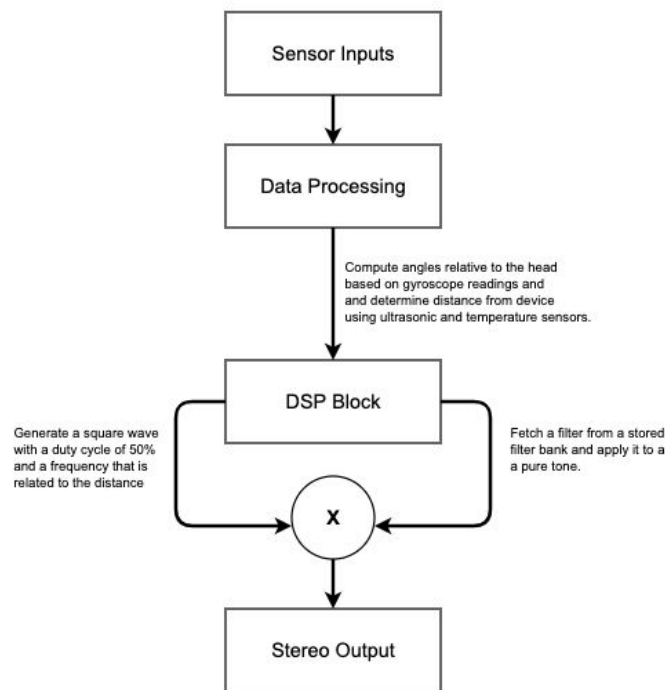 Sensor Inputs
Data Processing
Compute angles relative to the head
based on gyroscope readings and
and determine distance from device
using ultrasonic and temperature sensors.
DSP Block
Generate a square wave
with a duty cycle of 50%
and a frequency that is
related to the distance
Fetch a filter from a stored
filter bank and apply it to a
a pure tone.
X
Stereo Output